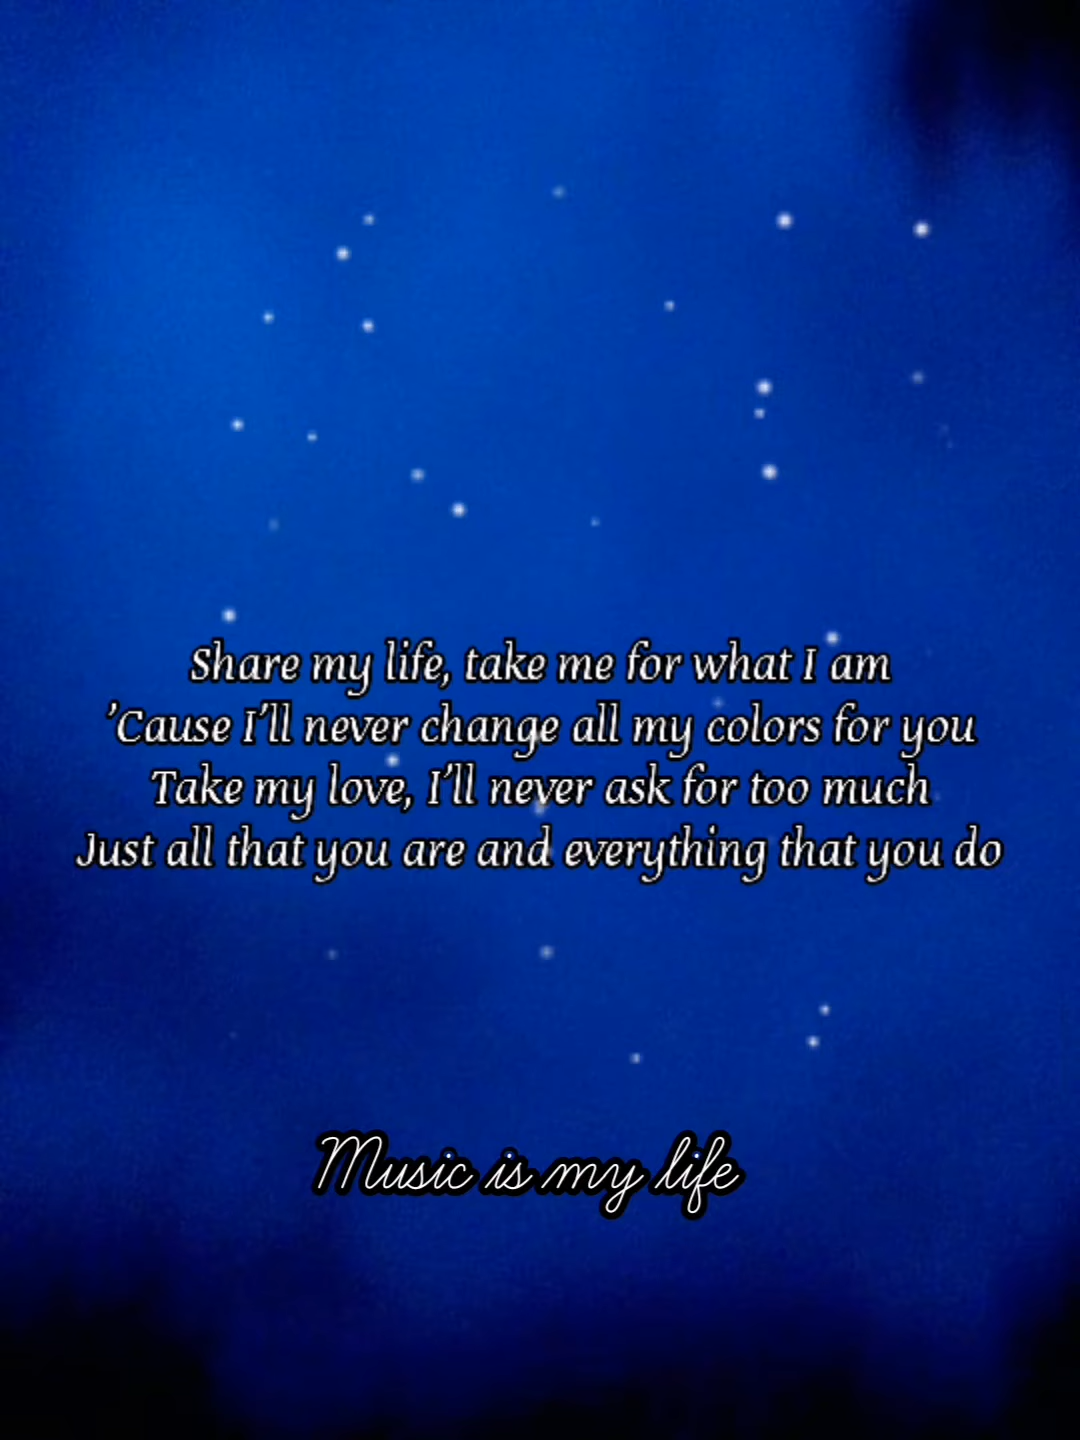 Share my life, take me for what I am
’Cause I’ll never change all my colors for you
Take my love, I’ll never ask for too much
Just all that you are and everything that you do
Music is my life